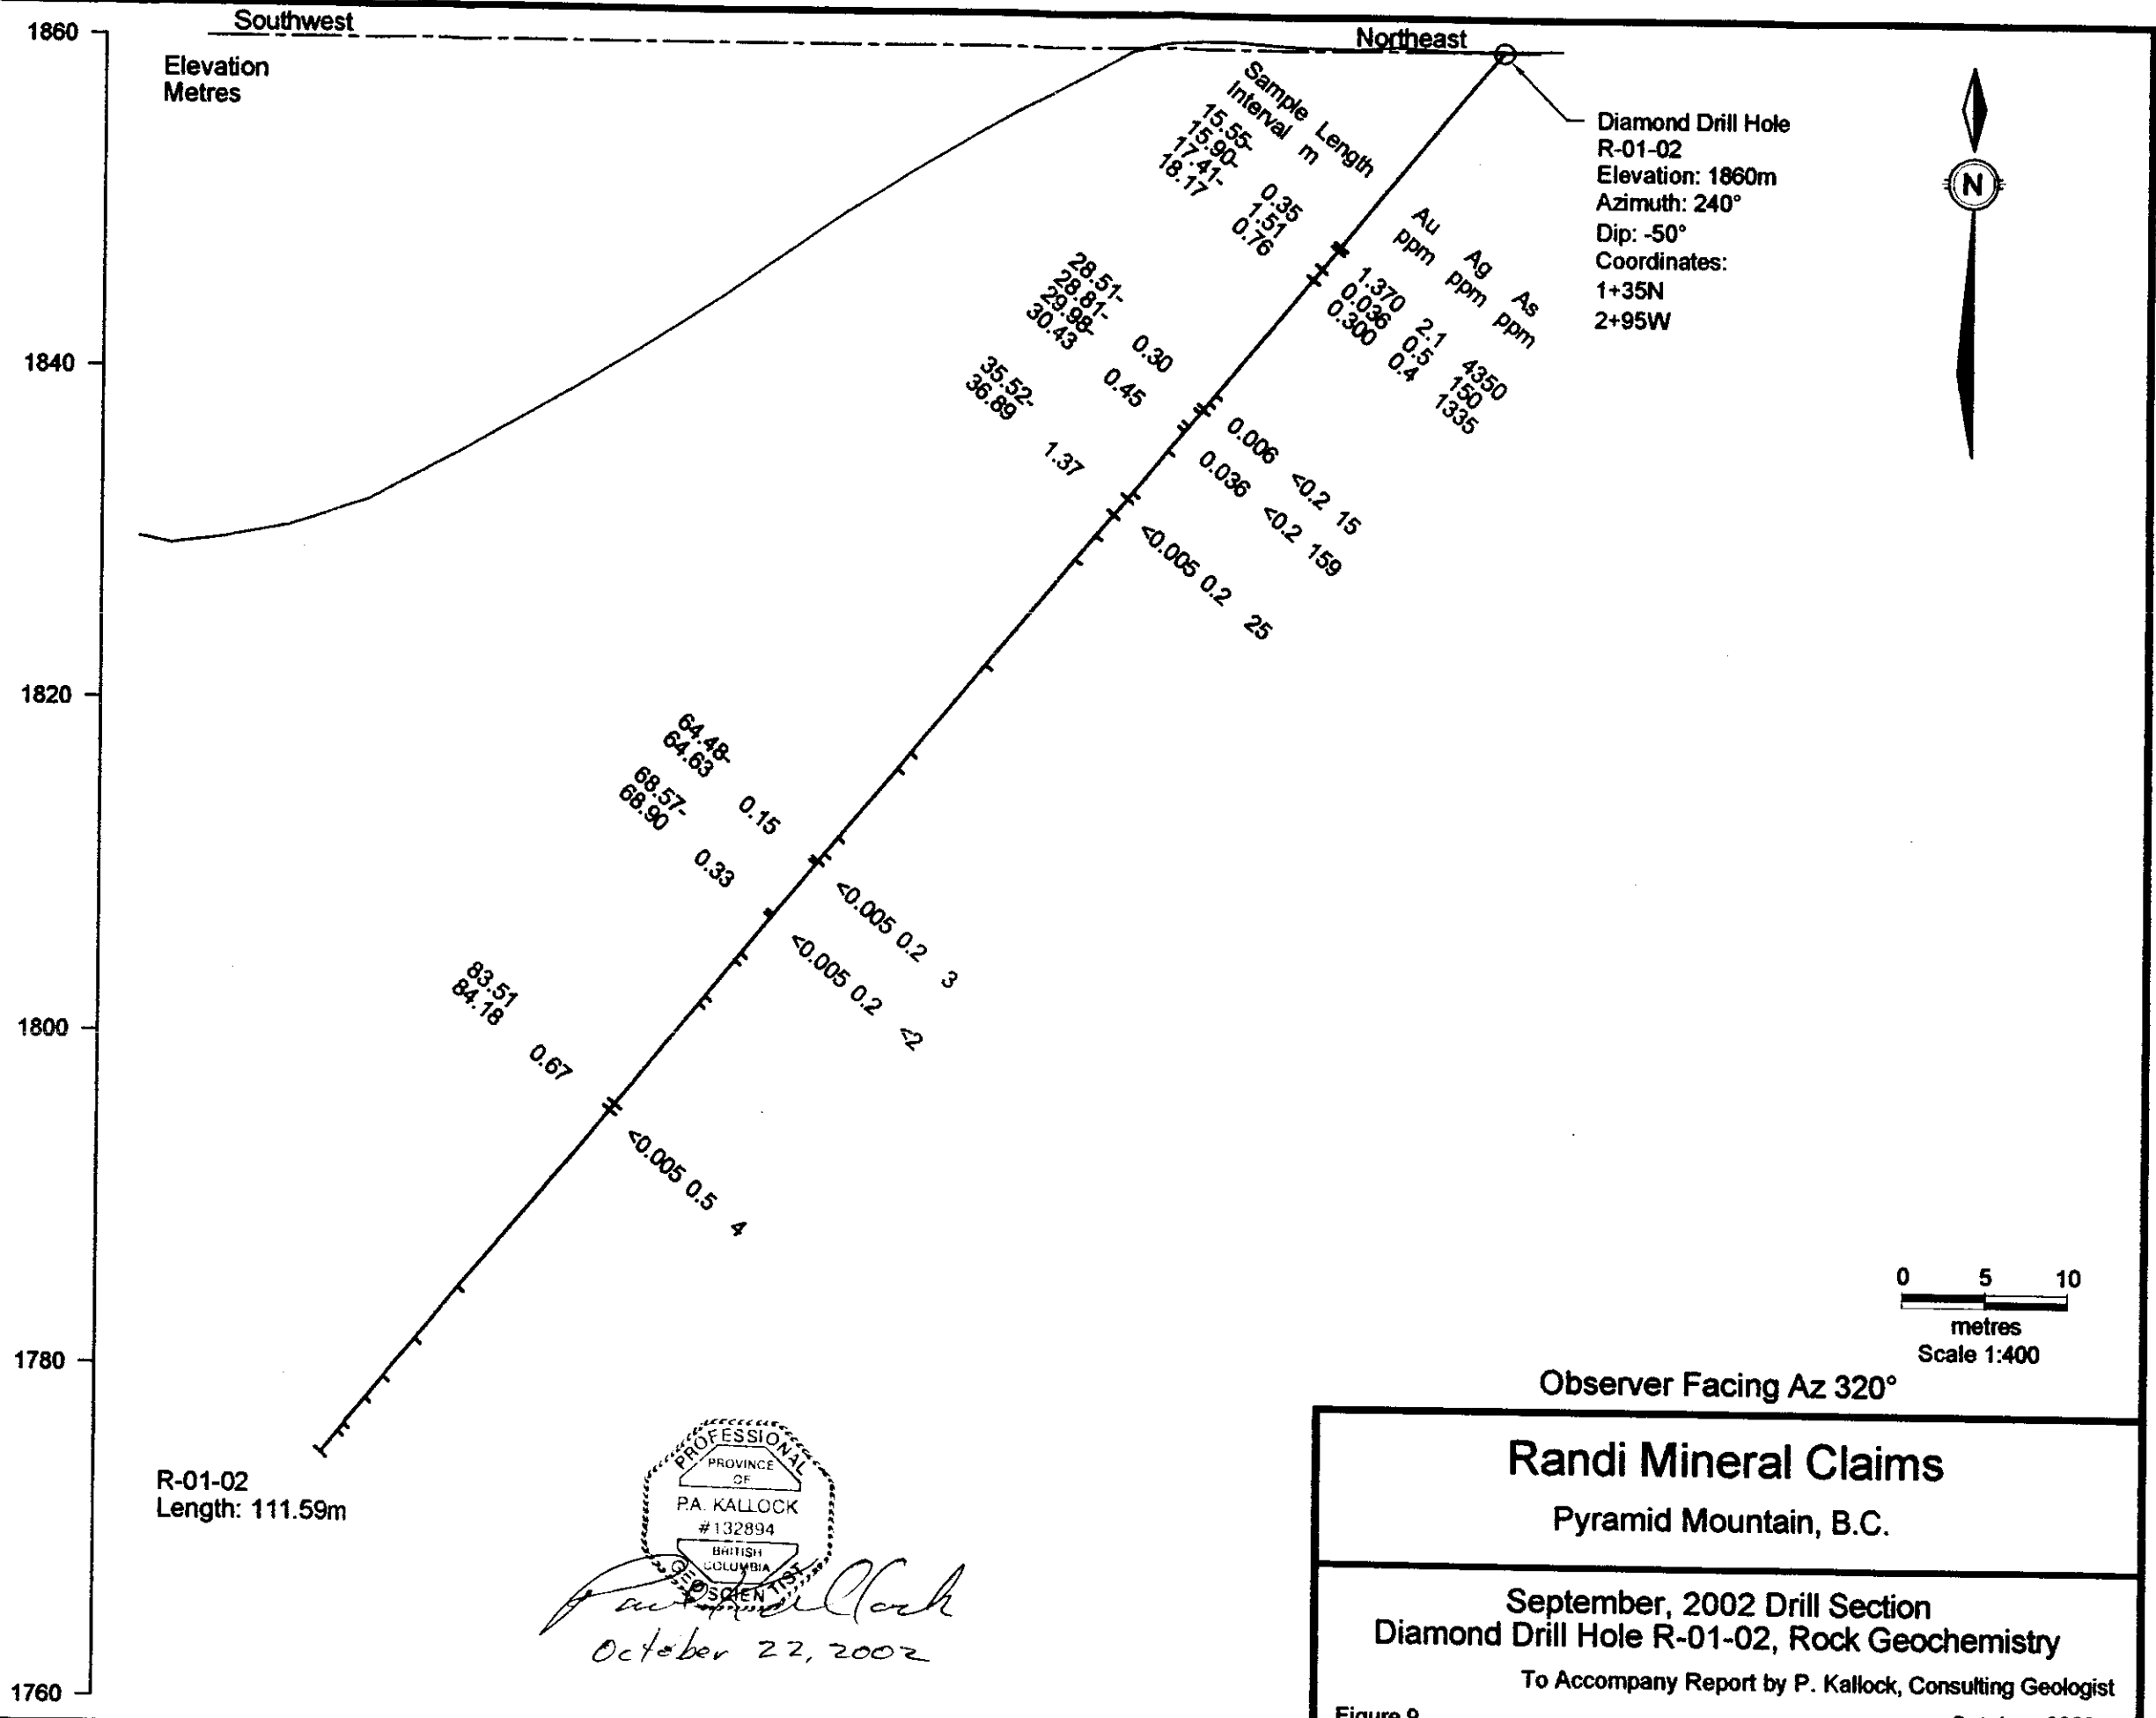 Southwest
Northeast
1860
Elevation
Metres
1840
1820
1800
1780
1760
Sample Length
Interval m
15.55-
15.90- 0.35
17.41- 1.51
18.17 0.76
Au Ag As
ppm ppm ppm
1.370 2.1 4350
0.036 0.5 150
0.300 0.4 1335
28.51-
28.81- 0.30
29.98-
30.43 0.45
0.006 <0.2 15
0.036 <0.2 159
35.52-
36.89 1.37
<0.005 0.2 25
64.48-
64.63 0.15
<0.005 0.2 3
68.57-
68.90 0.33
<0.005 0.2 <2
83.51
84.18 0.67
<0.005 0.5 4
Diamond Drill Hole
R-01-02
Elevation: 1860m
Azimuth: 240°
Dip: -50°
Coordinates:
1+35N
2+95W
N
R-01-02
Length: 111.59m
PROFESSIONAL
PROVINCE
OF
P.A. KALLOCK
#132894
BRITISH
COLUMBIA
GEOSCIENTIST
October 22, 2002
0 5 10
metres
Scale 1:400
Observer Facing Az 320°
Randi Mineral Claims
Pyramid Mountain, B.C.
September, 2002 Drill Section
Diamond Drill Hole R-01-02, Rock Geochemistry
To Accompany Report by P. Kallock, Consulting Geologist
Figure 9